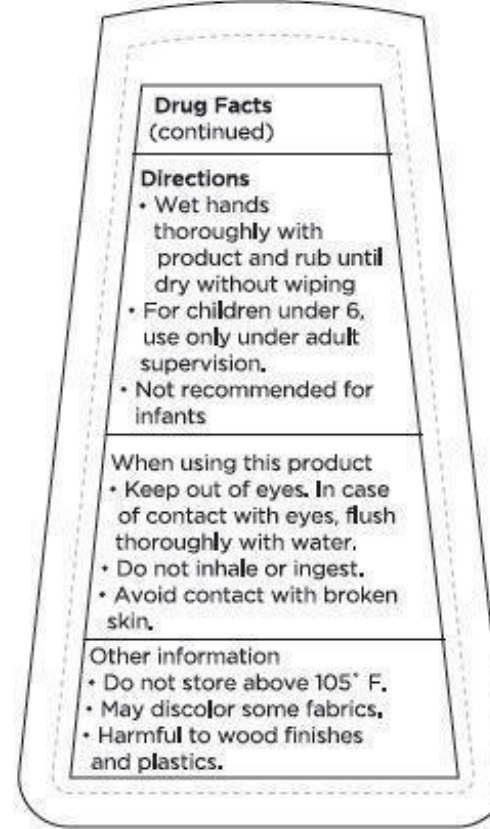 Drug Facts
(continued)
Directions
• Wet hands
thoroughly with
product and rub until
dry without wiping
• For children under 6,
use only under adult
supervision.
• Not recommended for
infants
When using this product
• Keep out of eyes. In case
of contact with eyes, flush
thoroughly with water.
• Do not inhale or ingest.
• Avoid contact with broken
skin.
Other information
• Do not store above 105° F.
• May discolor some fabrics.
• Harmful to wood finishes
and plastics.